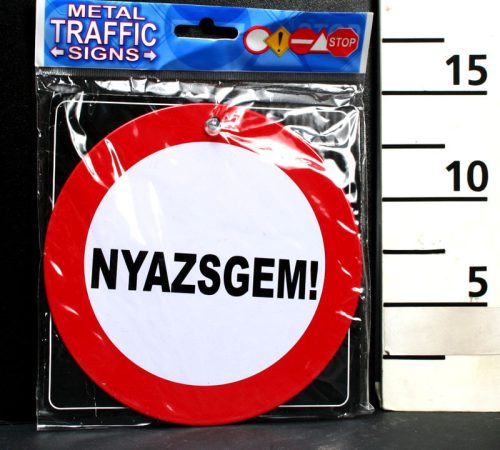 METAL
TRAFFIC
SIGNS
STOP
NYAZSGEM!
15
10
5